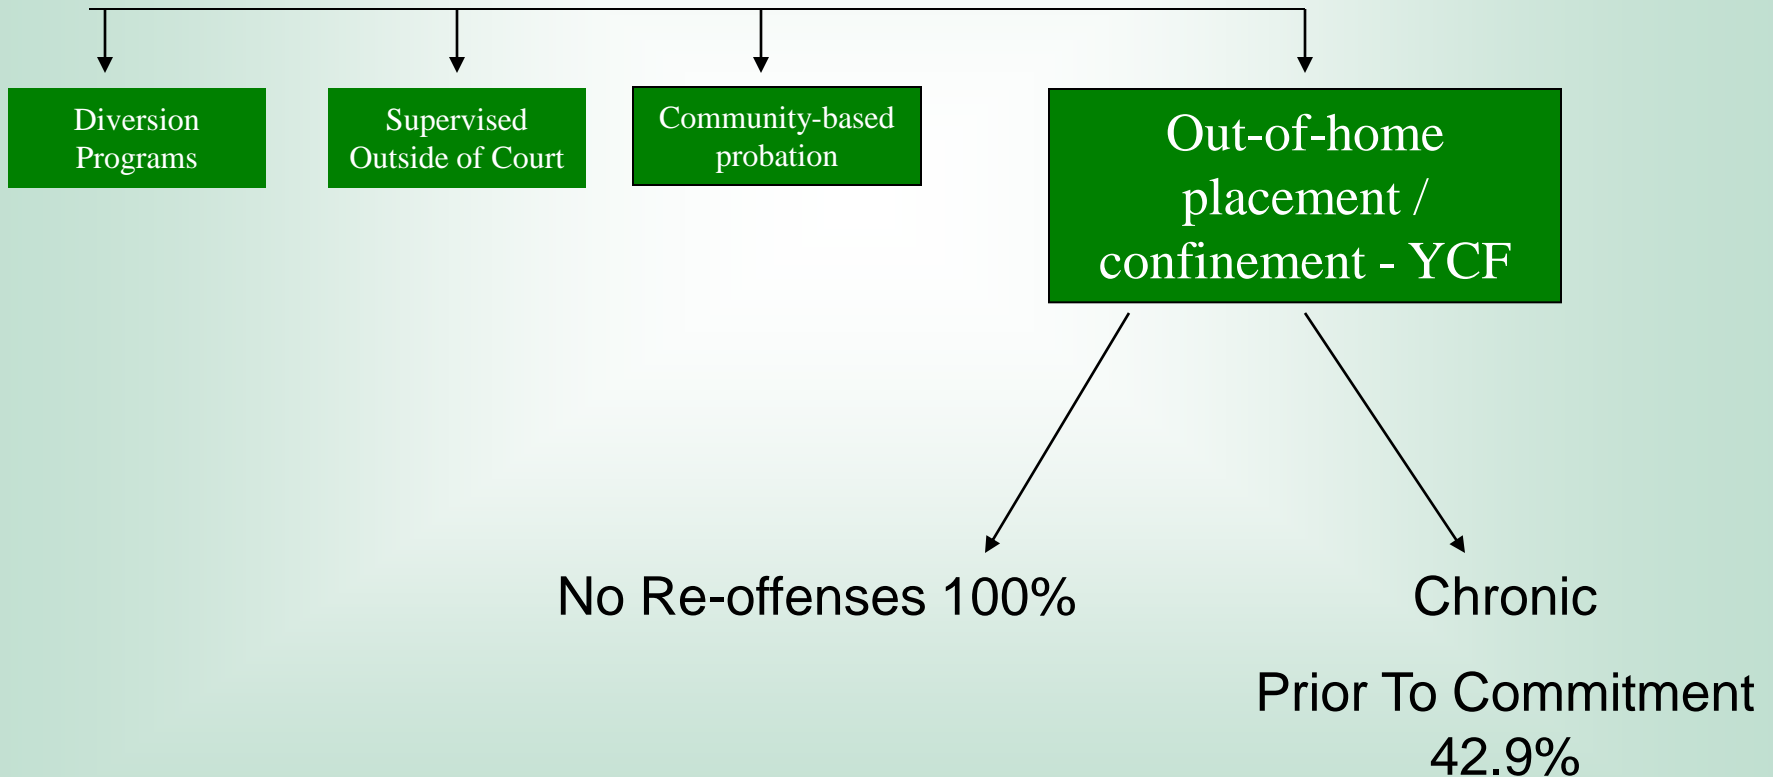 Diversion
Programs
Supervised
Outside of Court
Community-based
probation
Out-of-home
placement /
confinement - YCF
No Re-offenses 100%
Chronic
Prior To Commitment
42.9%